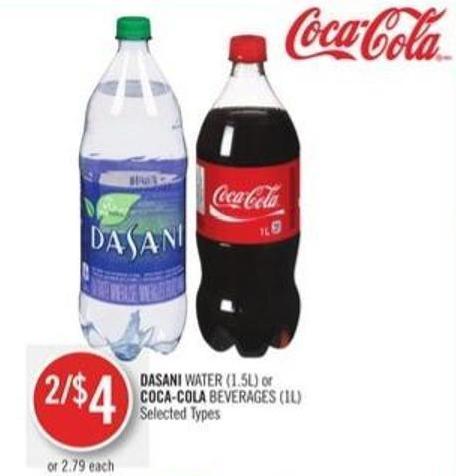 Coca-Cola
DASANI
Coca-Cola
1L
2/$4
DASANI WATER (1.5L) or
COCA-COLA BEVERAGES (1L)
Selected Types
or 2.79 each